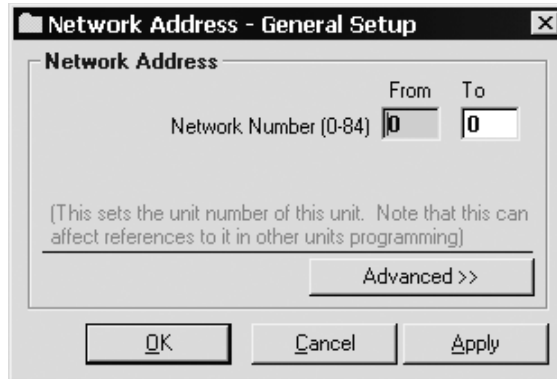 Network Address - General Setup
Network Address
From To
Network Number (0-84) 0 0
(This sets the unit number of this unit. Note that this can
affect references to it in other units programming)
Advanced >>
OK Cancel Apply